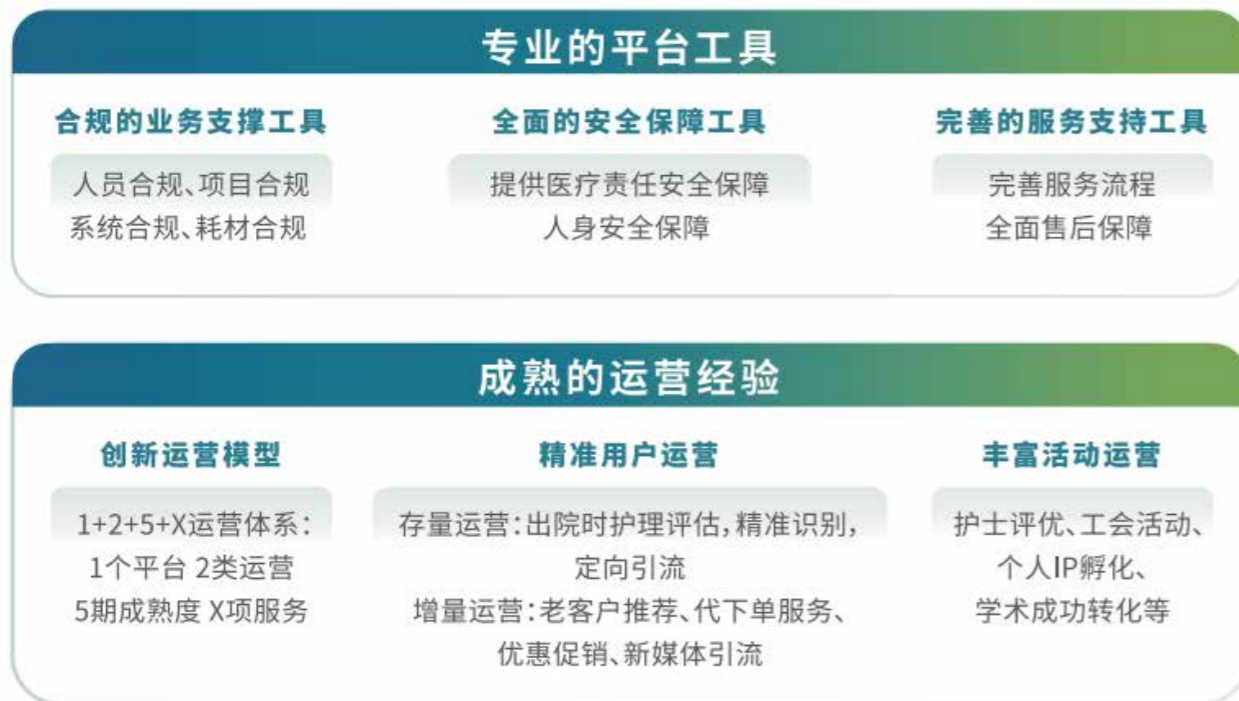 专业的平台工具
合规的业务支撑工具
人员合规、项目合规
系统合规、耗材合规
全面的安全保障工具
提供医疗责任安全保障
人身安全保障
完善的服务支持工具
完善服务流程
全面售后保障
成熟的运营经验
创新运营模型
1+2+5+X运营体系：
1个平台 2类运营
5期成熟度 X项服务
精准用户运营
存量运营：出院时护理评估，精准识别，
定向引流
增量运营：老客户推荐、代下单服务、
优惠促销、新媒体引流
丰富活动运营
护士评优、工会活动、
个人IP孵化、
学术成功转化等